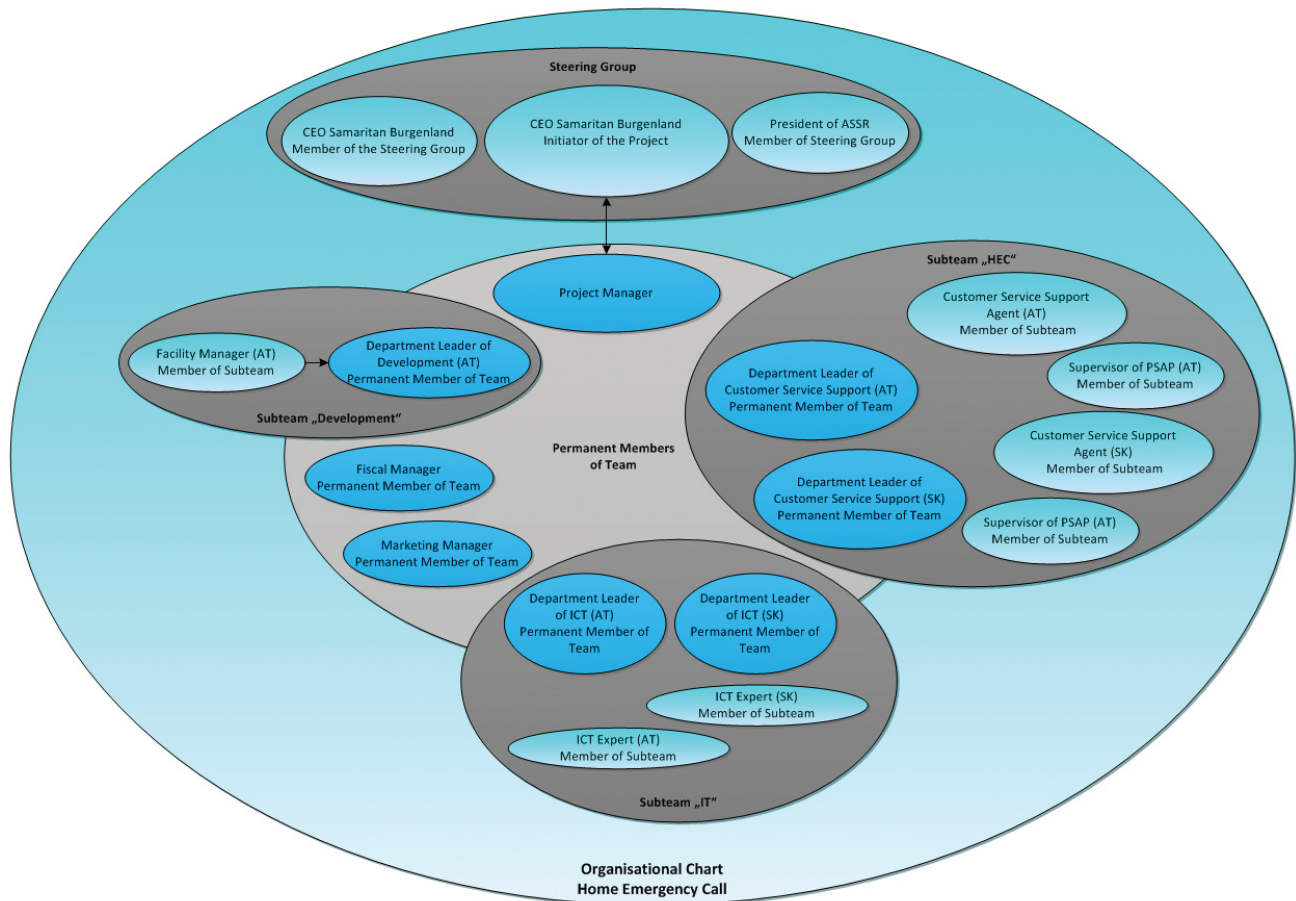 Steering Group
CEO Samaritan Burgenland
Member of the Steering Group
CEO Samaritan Burgenland
Initiator of the Project
President of ASSR
Member of Steering Group
Project Manager
Subteam „HEC“
Customer Service Support
Agent (AT)
Member of Subteam
Facility Manager (AT)
Member of Subteam
Department Leader of
Development (AT)
Permanent Member of Team
Subteam „Development“
Department Leader of
Customer Service Support (AT)
Permanent Member of Team
Supervisor of PSAP (AT)
Member of Subteam
Customer Service Support
Agent (SK)
Member of Subteam
Permanent Members
of Team
Fiscal Manager
Permanent Member of Team
Department Leader of
Customer Service Support (SK)
Permanent Member of Team
Supervisor of PSAP (AT)
Member of Subteam
Marketing Manager
Permanent Member of Team
Department Leader
of ICT (AT)
Permanent Member of
Team
Department Leader
of ICT (SK)
Permanent Member of
Team
ICT Expert (SK)
Member of Subteam
ICT Expert (AT)
Member of Subteam
Subteam „IT“
Organisational Chart
Home Emergency Call